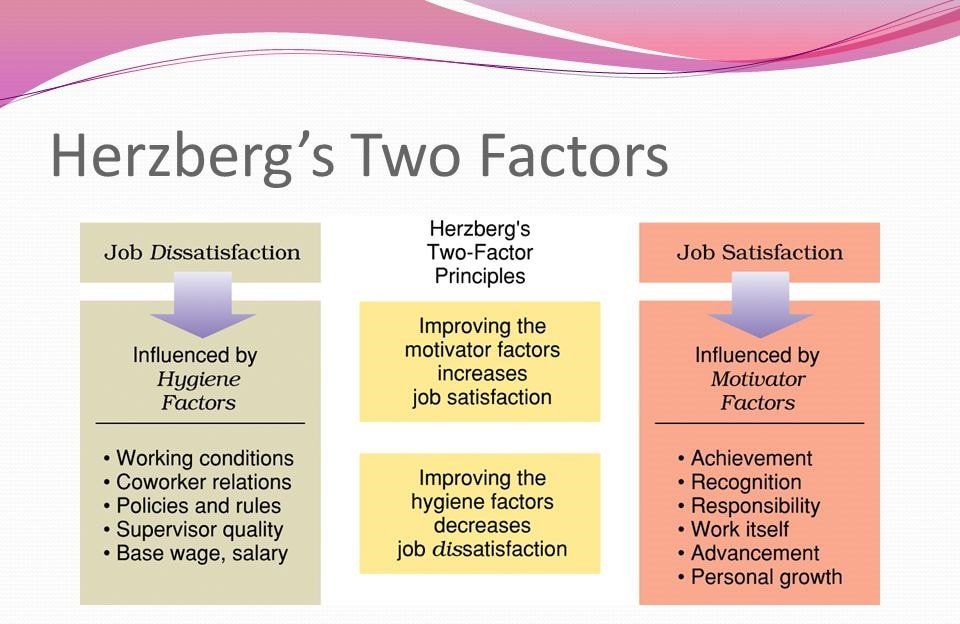 Herzberg’s Two Factors
Job Dissatisfaction
Influenced by
Hygiene
Factors
• Working conditions
• Coworker relations
• Policies and rules
• Supervisor quality
• Base wage, salary
Herzberg's
Two-Factor
Principles
Improving the
motivator factors
increases
job satisfaction
Improving the
hygiene factors
decreases
job dissatisfaction
Job Satisfaction
Influenced by
Motivator
Factors
• Achievement
• Recognition
• Responsibility
• Work itself
• Advancement
• Personal growth